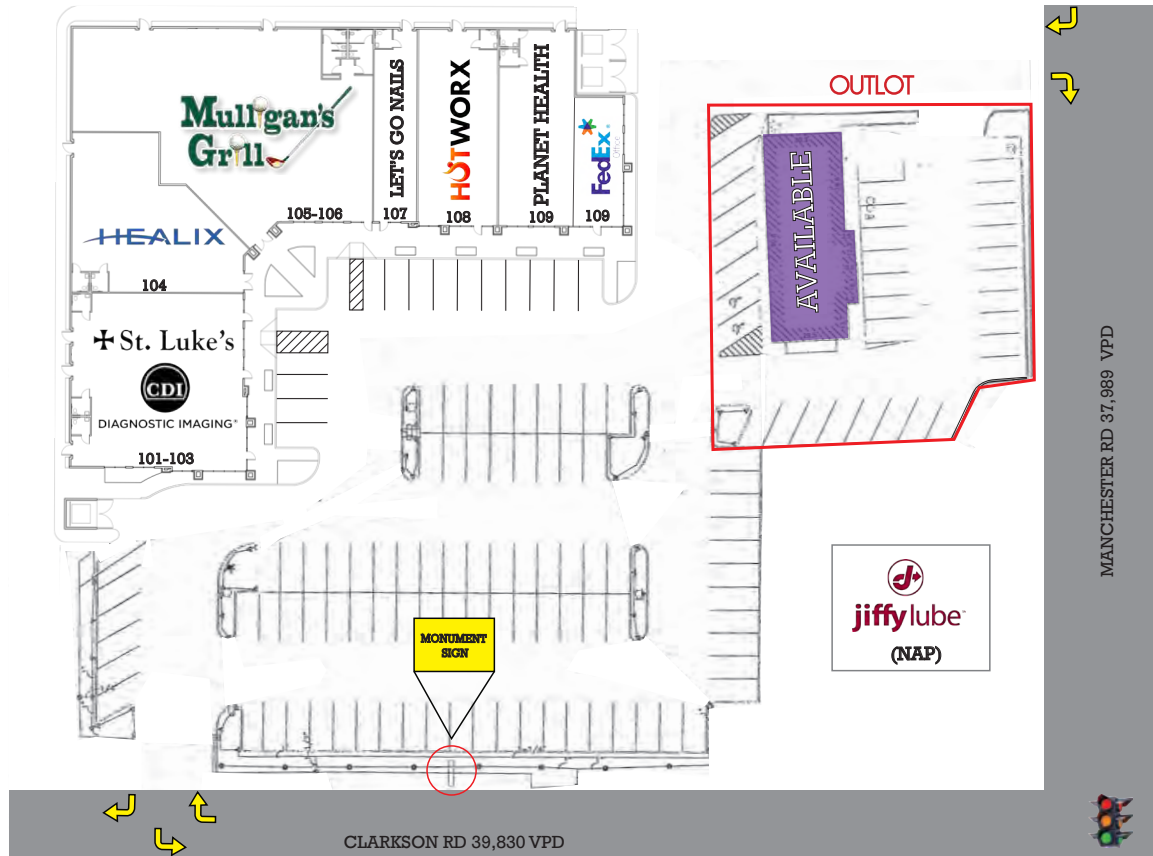 OUTLOT
AVAILABLE
Mulligan's
Grill
LET'S GO NAILS
HOTWORX
PLANET HEALTH
FedEx
Office
105-106
107
108
109
109
HEALIX
104
St. Luke's
CDI
DIAGNOSTIC IMAGING
101-103
MONUMENT
SIGN
jiffy lube
(NAP)
MANCHESTER RD 37,989 VPD
CLARKSON RD 39,830 VPD